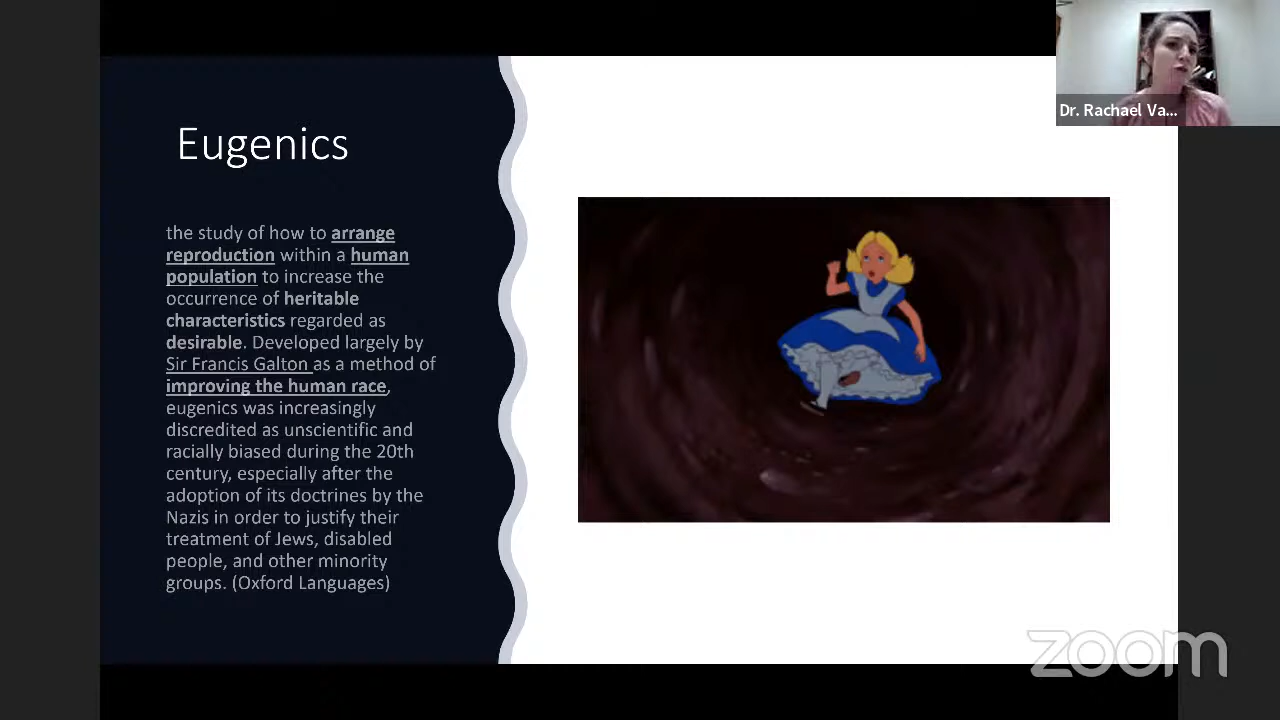 Eugenics
the study of how to arrange
reproduction within a human
population to increase the
occurrence of heritable
characteristics regarded as
desirable. Developed largely by
Sir Francis Galton as a method of
improving the human race,
eugenics was increasingly
discredited as unscientific and
racially biased during the 20th
century, especially after the
adoption of its doctrines by the
Nazis in order to justify their
treatment of Jews, disabled
people, and other minority
groups. (Oxford Languages)
Dr. Rachael Va...
zoom